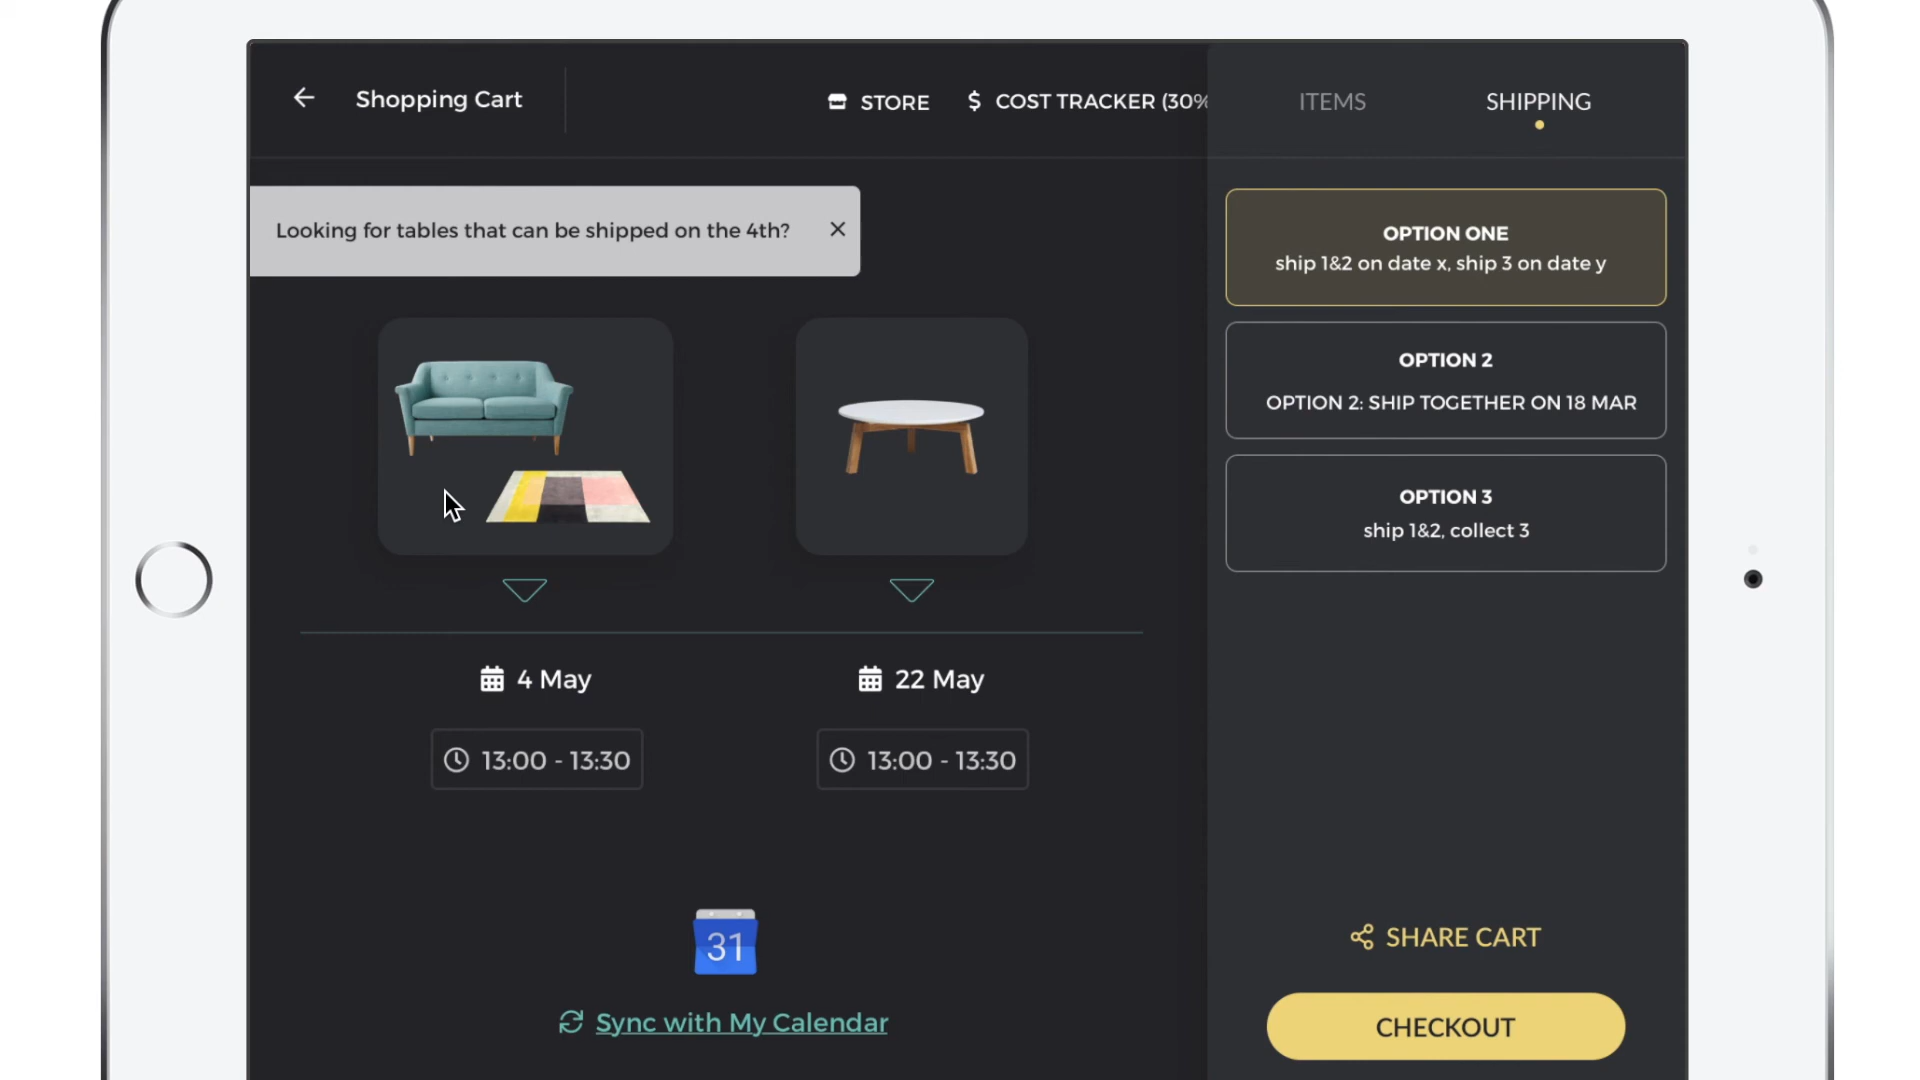 Shopping Cart
STORE
$ COST TRACKER (30%
ITEMS
SHIPPING
Looking for tables that can be shipped on the 4th?
OPTION ONE
ship 1&2 on date x, ship 3 on date y
OPTION 2
OPTION 2: SHIP TOGETHER ON 18 MAR
OPTION 3
ship 1&2, collect 3
4 May
22 May
13:00 - 13:30
13:00 - 13:30
31
Sync with My Calendar
SHARE CART
CHECKOUT